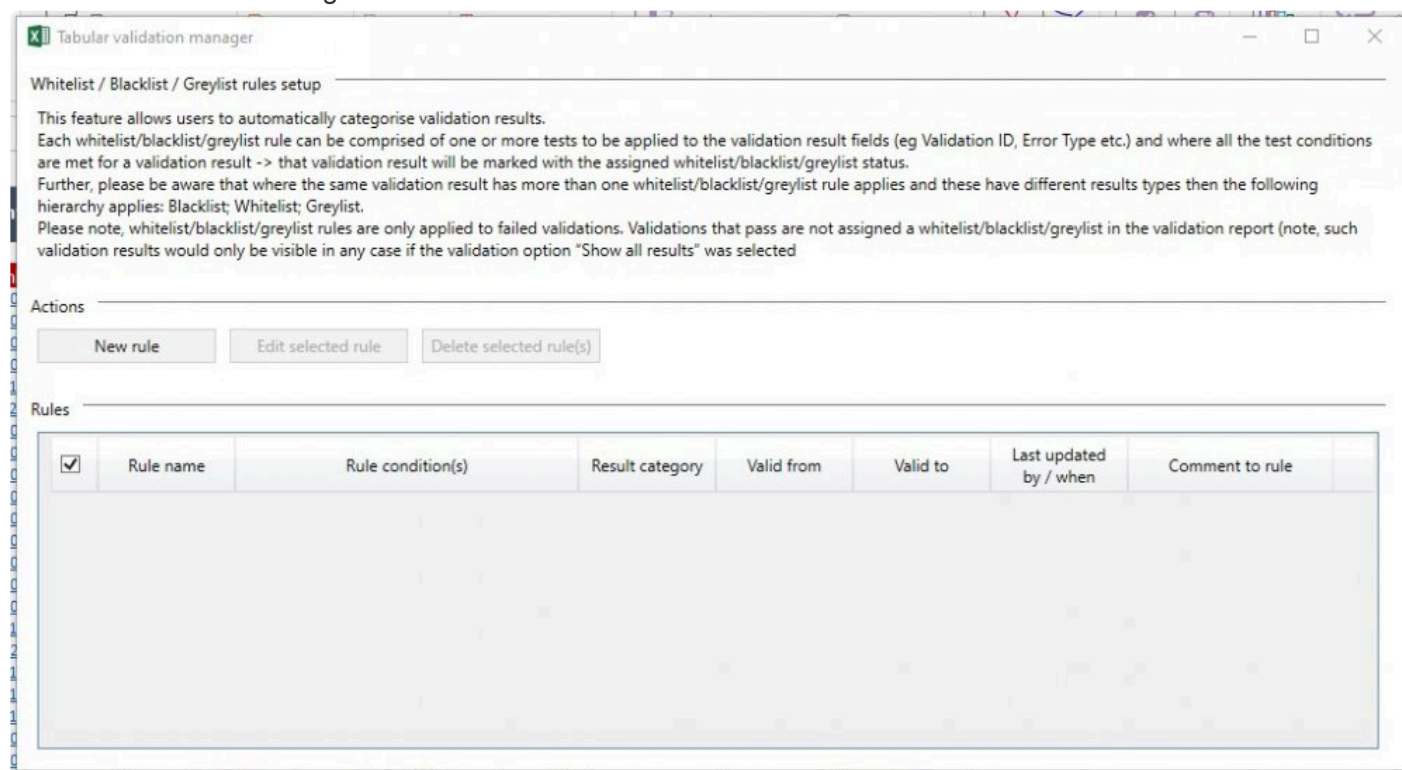 Tabular validation manager
Whitelist / Blacklist / Greylist rules setup
This feature allows users to automatically categorise validation results.
Each whitelist/blacklist/greylist rule can be comprised of one or more tests to be applied to the validation result fields (eg Validation ID, Error Type etc.) and where all the test conditions
are met for a validation result -> that validation result will be marked with the assigned whitelist/blacklist/greylist status.
Further, please be aware that where the same validation result has more than one whitelist/blacklist/greylist rule applies and these have different results types then the following
hierarchy applies: Blacklist; Whitelist; Greylist.
Please note, whitelist/blacklist/greylist rules are only applied to failed validations. Validations that pass are not assigned a whitelist/blacklist/greylist in the validation report (note, such
validation results would only be visible in any case if the validation option “Show all results” was selected
Actions
New rule Edit selected rule Delete selected rule(s)
Rules
Rule name Rule condition(s) Result category Valid from Valid to Last updated by / when Comment to rule